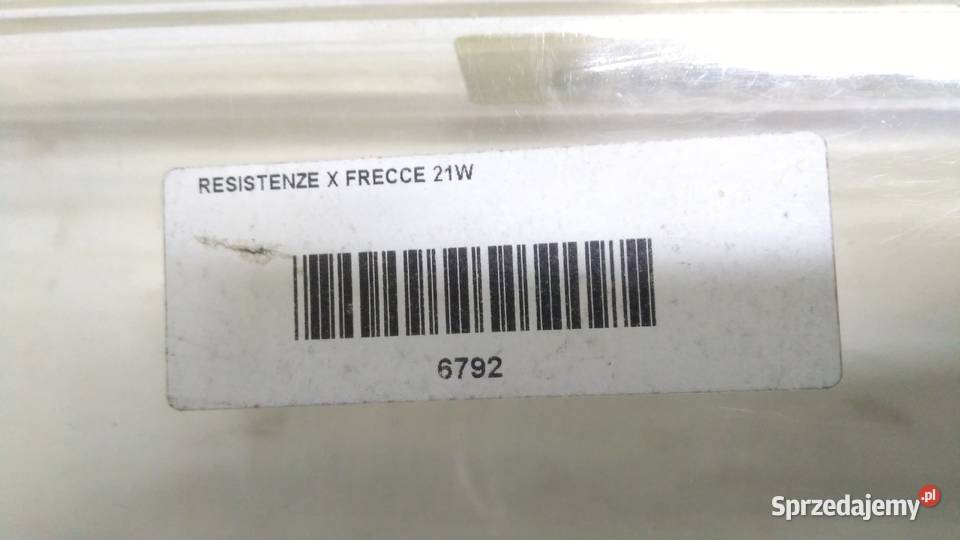 RESISTENZE X FRECCE 21W
6792
Sprzedajemy.pl